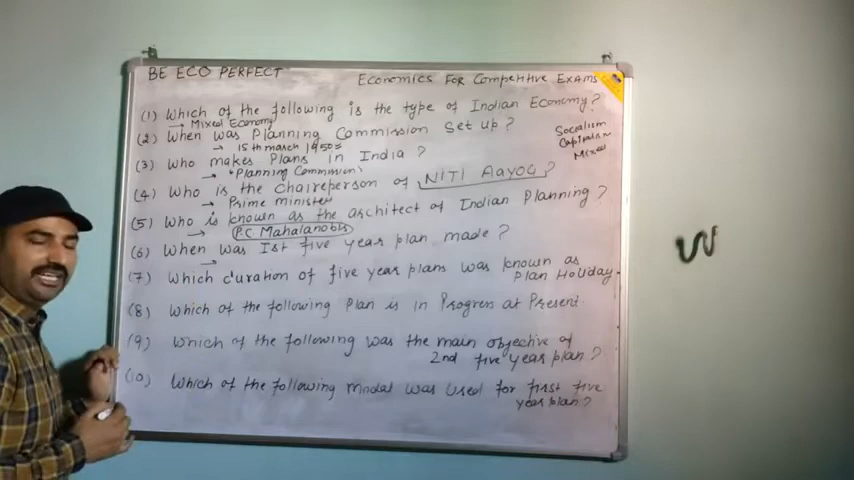 BE ECO PERFECT
ECONOMICS FOR COMPETITIVE EXAMS
(1) Which of the following is the type of Indian Economy?
→ Mixed Economy
(2) When was Planning Commission set up?
→ 15th march 1950s
Socialism
Capitalism
Mixed
(3) Who makes Plans in India?
→ "Planning Commission"
(4) Who is the chaireperson of NITI Aayog?
→ Prime minister
(5) Who is known as the architect of Indian Planning?
→ P.C. Mahalanobis
(6) When was Ist five year plan made?
→
(7) Which duration of five year plans was known as
Plan Holiday.
(8) Which of the following Plan is in Progress at Present.
(9) Which of the following was the main objective of
2nd five year plan?
(10) Which of the following modal was used for first five
year plan?